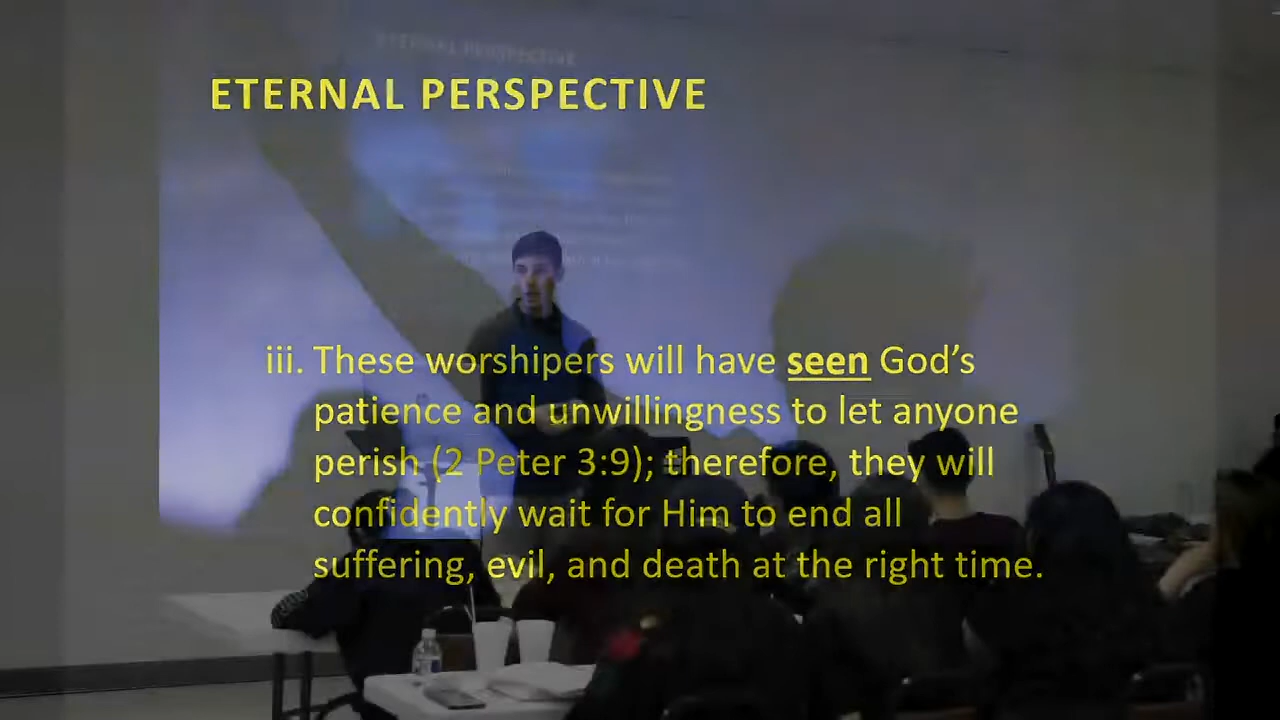 ETERNAL PERSPECTIVE
ETERNAL PERSPECTIVE
iii. These worshipers will have seen God's
patience and unwillingness to let anyone
perish (2 Peter 3:9); therefore, they will
confidently wait for Him to end all
suffering, evil, and death at the right time.